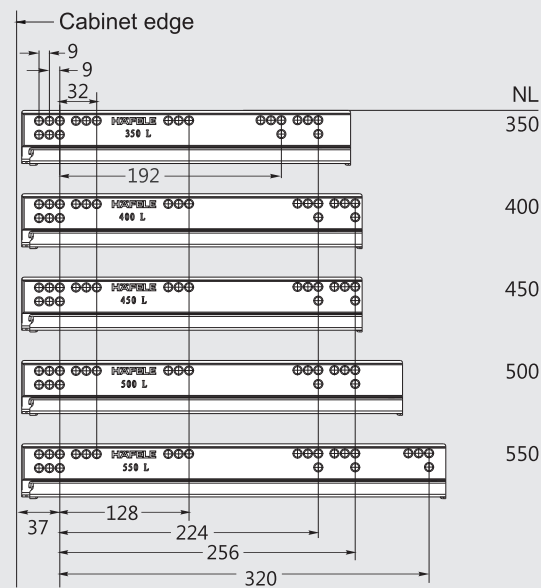 Cabinet edge
9
9
32
NL
HAFELE
350 L
350
192
HAFELE
400 L
400
HAFELE
450 L
450
HAFELE
500 L
500
HAFELE
550 L
550
37
128
224
256
320